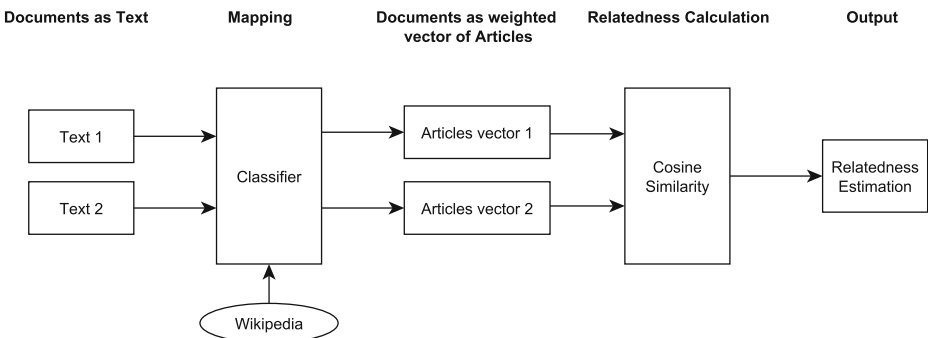 Documents as Text
Mapping
Documents as weighted
vector of Articles
Relatedness Calculation
Output
Text 1
Text 2
Classifier
Wikipedia
Articles vector 1
Articles vector 2
Cosine
Similarity
Relatedness
Estimation